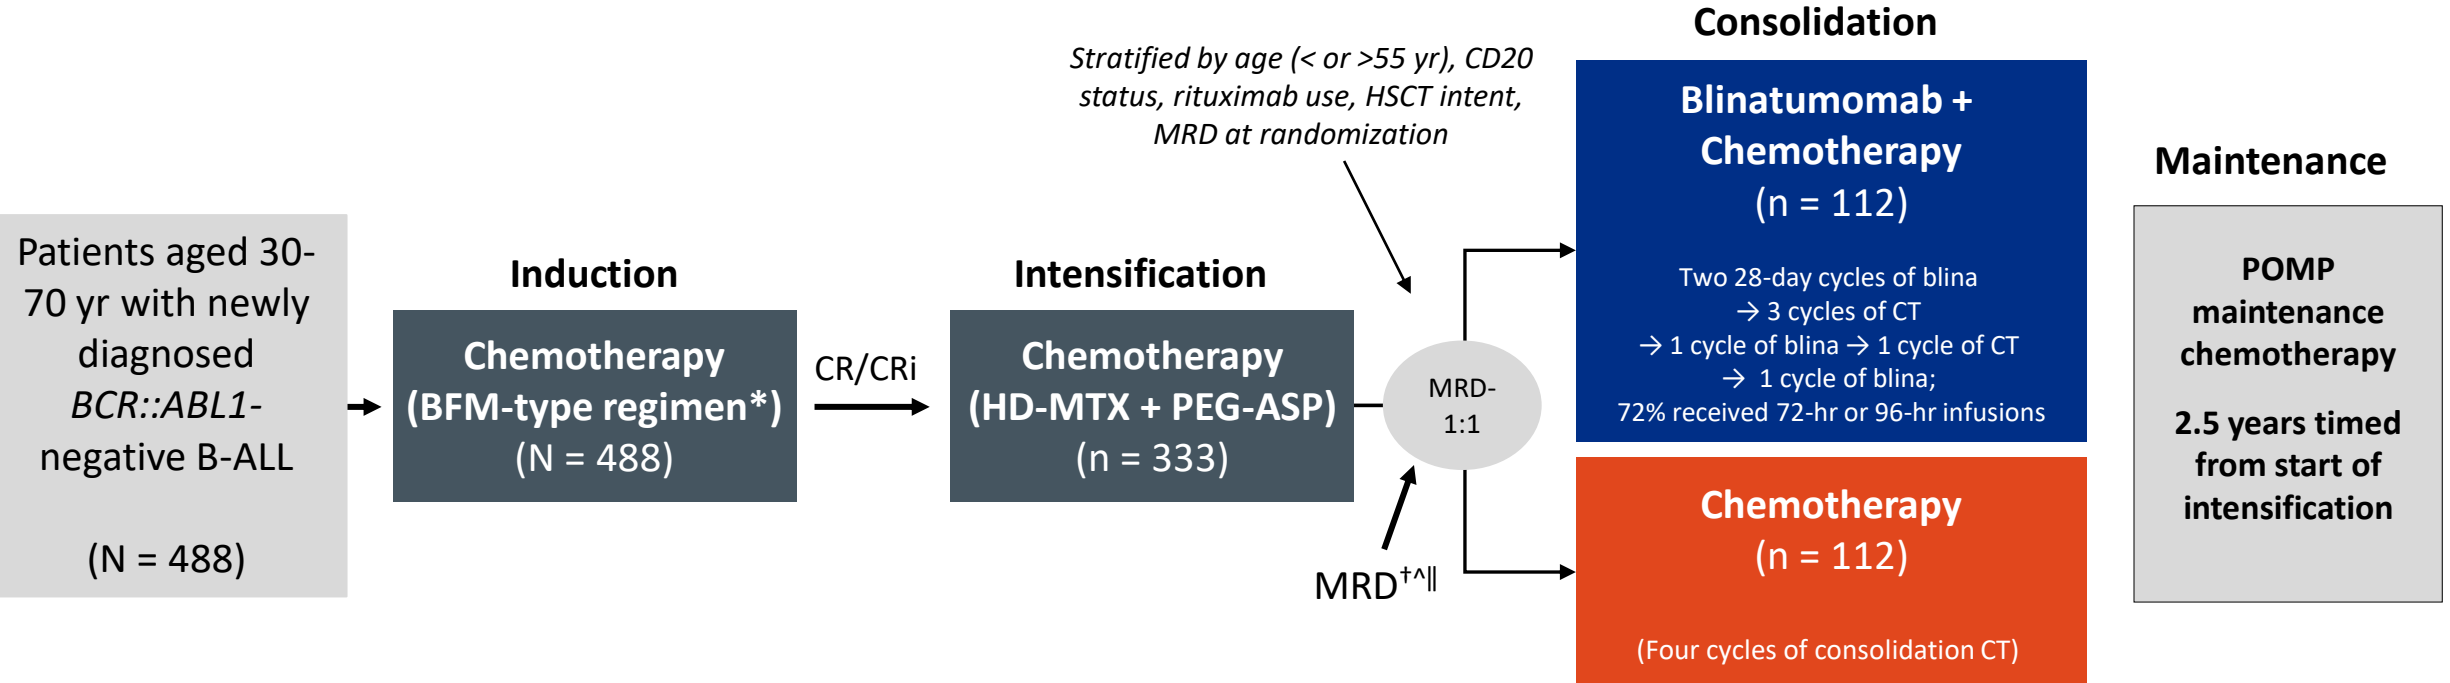 Patients aged 30-
70 yr with newly
diagnosed
BCR::ABL1-
negative B-ALL
(N = 488)
Induction
Chemotherapy
(BFM-type regimen*)
(N = 488)
CR/CRi
Intensification
Chemotherapy
(HD-MTX + PEG-ASP)
(n = 333)
Stratified by age (< or >55 yr), CD20
status, rituximab use, HSCT intent,
MRD at randomization
MRD-
1:1
MRD†^‖
Consolidation
Blinatumomab +
Chemotherapy
(n = 112)
Two 28-day cycles of blina
→ 3 cycles of CT
→ 1 cycle of blina → 1 cycle of CT
→ 1 cycle of blina;
72% received 72-hr or 96-hr infusions
Chemotherapy
(n = 112)
(Four cycles of consolidation CT)
Maintenance
POMP
maintenance
chemotherapy
2.5 years timed
from start of
intensification